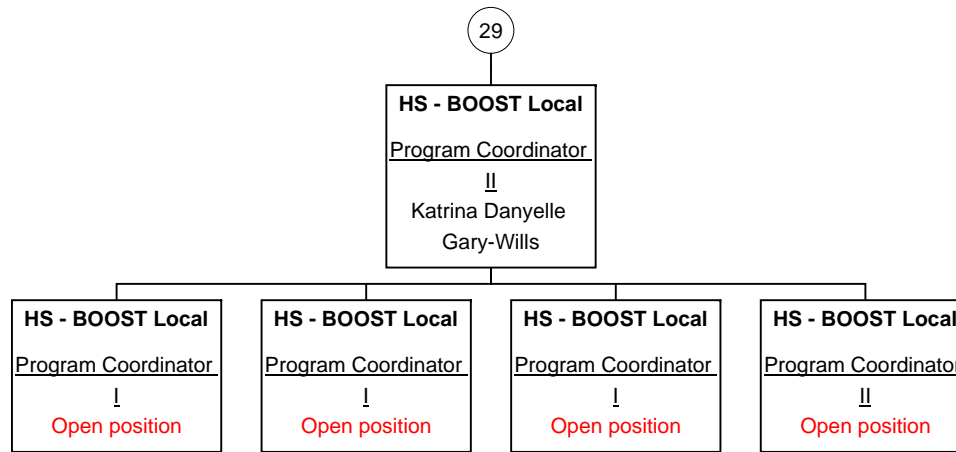 29
HS - BOOST Local
Program Coordinator
II
Katrina Danyelle
Gary-Wills
HS - BOOST Local
Program Coordinator
I
Open position
HS - BOOST Local
Program Coordinator
I
Open position
HS - BOOST Local
Program Coordinator
I
Open position
HS - BOOST Local
Program Coordinator
II
Open position